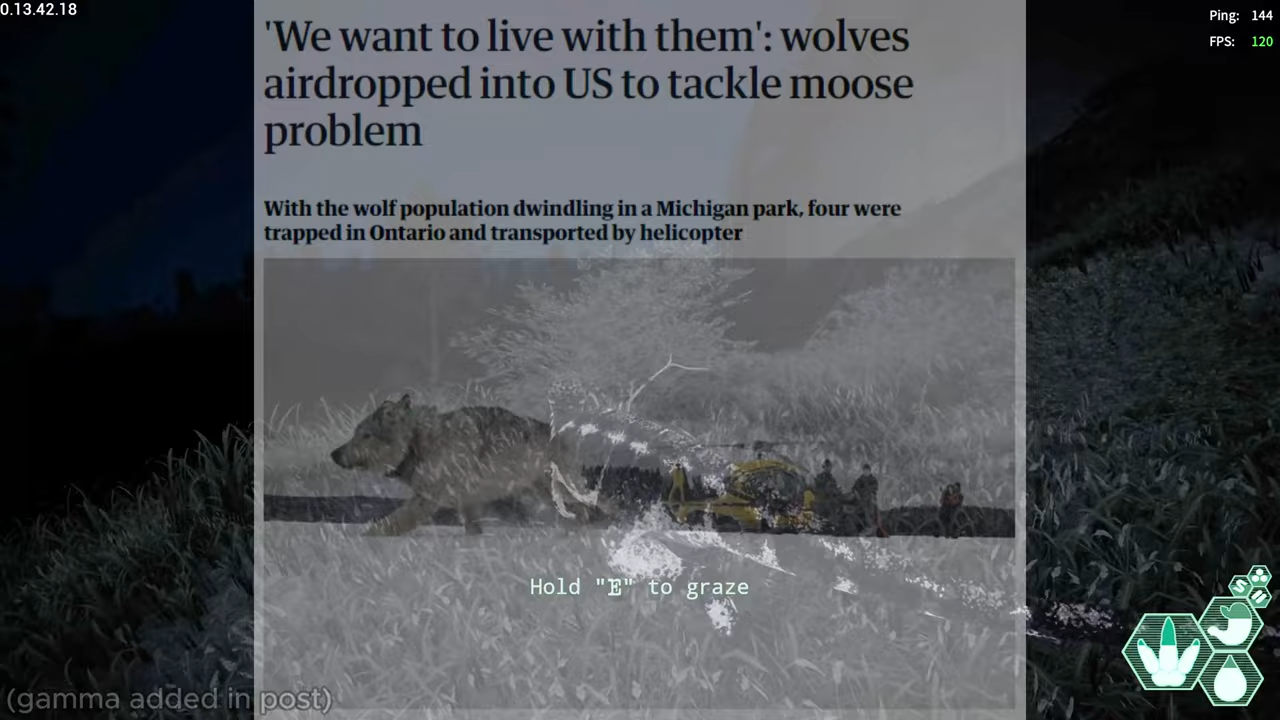 0.13.42.18
Ping: 144
FPS: 120
'We want to live with them': wolves
airdropped into US to tackle moose
problem
With the wolf population dwindling in a Michigan park, four were
trapped in Ontario and transported by helicopter
Hold "E" to graze
(gamma added in post)